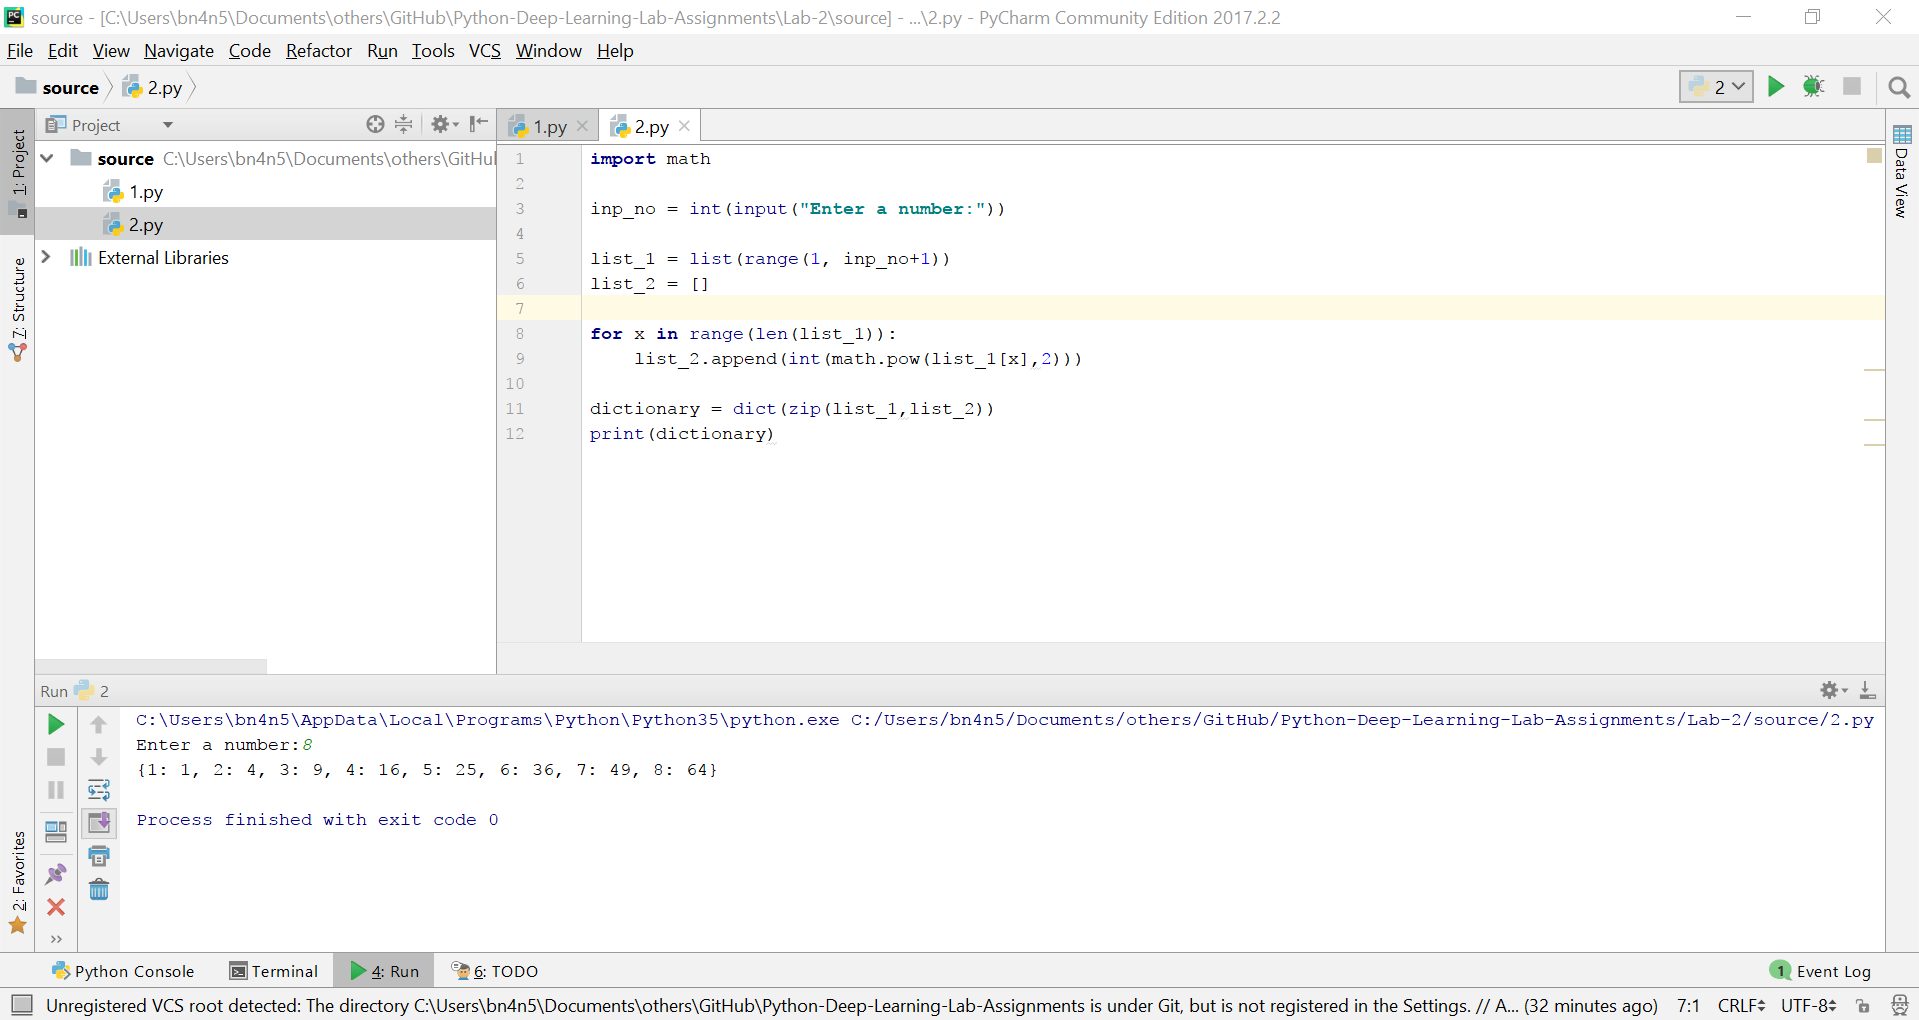 source - [C:\Users\bn4n5\Documents\others\GitHub\Python-Deep-Learning-Lab-Assignments\Lab-2\source] - ...\2.py - PyCharm Community Edition 2017.2.2
File Edit View Navigate Code Refactor Run Tools VCS Window Help
source 2.py 2
Project 1.py 2.py
1: Project
7: Structure
2: Favorites
Data View
source C:\Users\bn4n5\Documents\others\GitHu
1.py
2.py
External Libraries
1 import math
2
3 inp_no = int(input("Enter a number:"))
4
5 list_1 = list(range(1, inp_no+1))
6 list_2 = []
7
8 for x in range(len(list_1)):
9     list_2.append(int(math.pow(list_1[x],2)))
10
11 dictionary = dict(zip(list_1,list_2))
12 print(dictionary)
Run 2
C:\Users\bn4n5\AppData\Local\Programs\Python\Python35\python.exe C:/Users/bn4n5/Documents/others/GitHub/Python-Deep-Learning-Lab-Assignments/Lab-2/source/2.py
Enter a number:8
{1: 1, 2: 4, 3: 9, 4: 16, 5: 25, 6: 36, 7: 49, 8: 64}
Process finished with exit code 0
Python Console Terminal 4: Run 6: TODO 1 Event Log
Unregistered VCS root detected: The directory C:\Users\bn4n5\Documents\others\GitHub\Python-Deep-Learning-Lab-Assignments is under Git, but is not registered in the Settings. // A... (32 minutes ago) 7:1 CRLF UTF-8